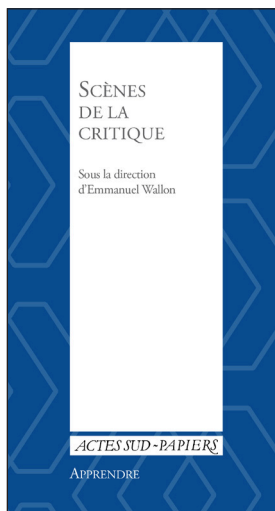 SCÈNES
DE LA
CRITIQUE
Sous la direction
d'Emmanuel Wallon
ACTES SUD-PAPIERS
APPRENDRE